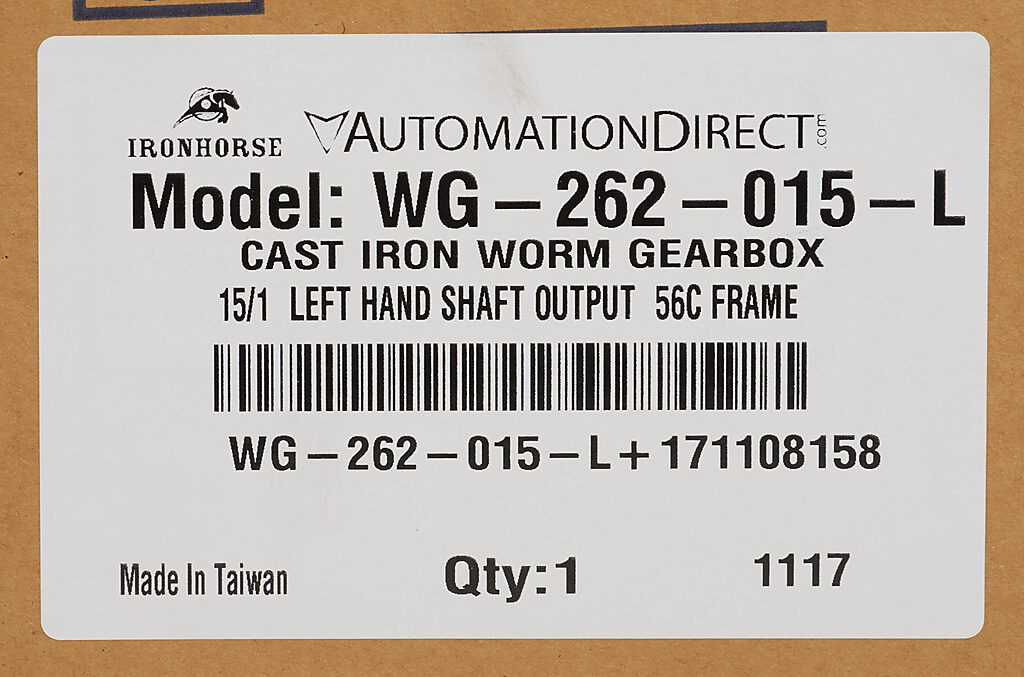 IRONHORSE AUTOMATIONDIRECT.com
Model: WG-262-015-L
CAST IRON WORM GEARBOX
15/1 LEFT HAND SHAFT OUTPUT 56C FRAME
WG-262-015-L+171108158
Made In Taiwan Qty:1 1117